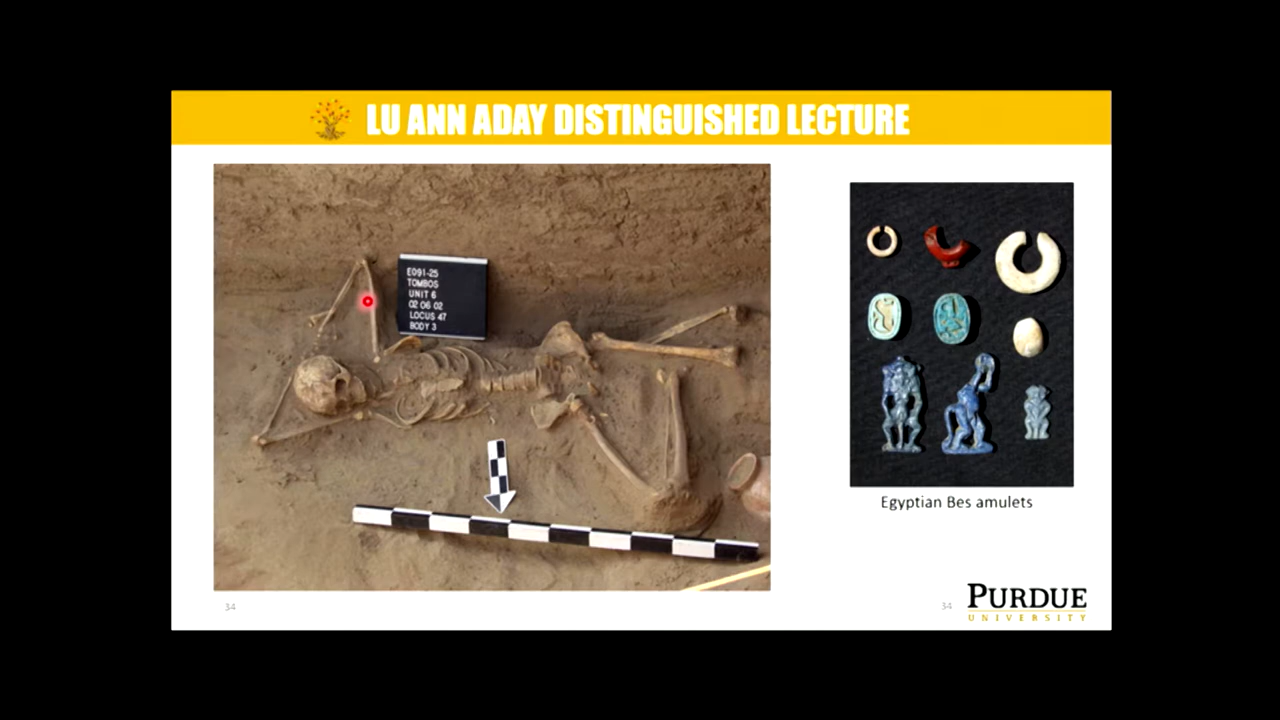 LU ANN ADAY DISTINGUISHED LECTURE
E091-25
TOMBOS
UNIT 6
02 06 02
LOCUS 47
BODY 3
Egyptian Bes amulets
34
34
PURDUE
UNIVERSITY